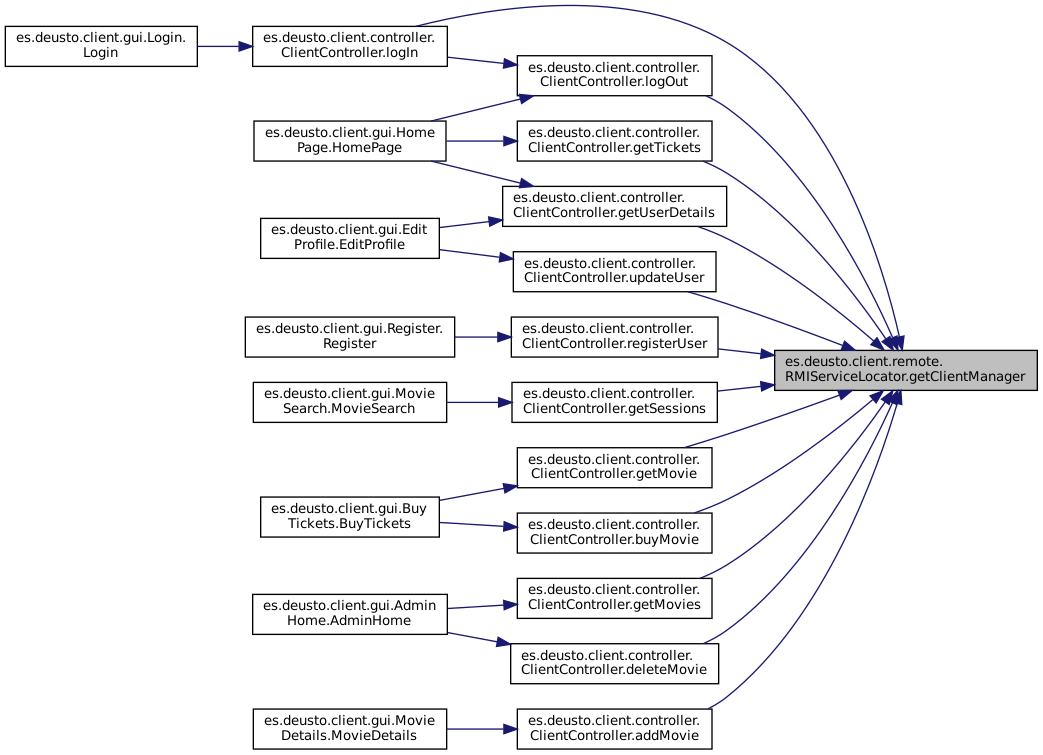 es.deusto.client.gui.Login.
Login
es.deusto.client.controller.
ClientController.logIn
es.deusto.client.controller.
ClientController.logOut
es.deusto.client.gui.Home
Page.HomePage
es.deusto.client.controller.
ClientController.getTickets
es.deusto.client.controller.
ClientController.getUserDetails
es.deusto.client.gui.Edit
Profile.EditProfile
es.deusto.client.controller.
ClientController.updateUser
es.deusto.client.gui.Register.
Register
es.deusto.client.controller.
ClientController.registerUser
es.deusto.client.remote.
RMIServiceLocator.getClientManager
es.deusto.client.gui.Movie
Search.MovieSearch
es.deusto.client.controller.
ClientController.getSessions
es.deusto.client.controller.
ClientController.getMovie
es.deusto.client.gui.Buy
Tickets.BuyTickets
es.deusto.client.controller.
ClientController.buyMovie
es.deusto.client.controller.
ClientController.getMovies
es.deusto.client.gui.Admin
Home.AdminHome
es.deusto.client.controller.
ClientController.deleteMovie
es.deusto.client.gui.Movie
Details.MovieDetails
es.deusto.client.controller.
ClientController.addMovie